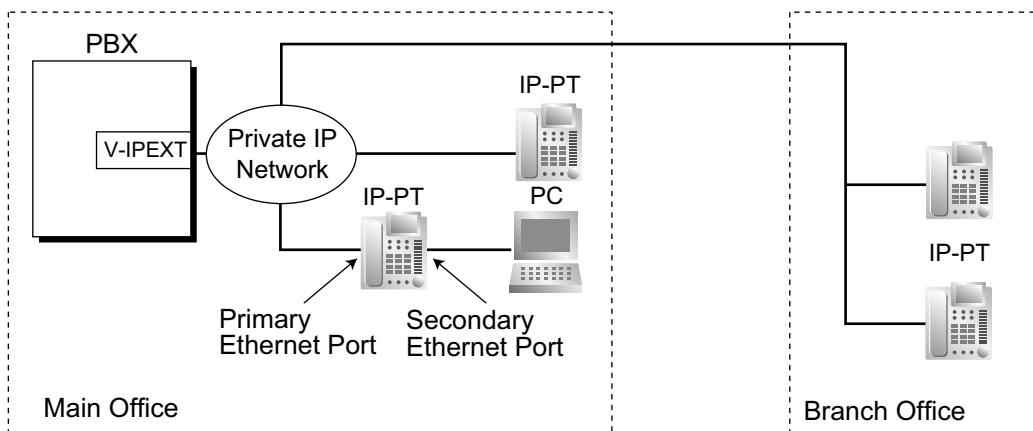 PBX
V-IPEXT
Private IP
Network
IP-PT
IP-PT
PC
Primary
Ethernet Port
Secondary
Ethernet Port
Main Office
IP-PT
Branch Office